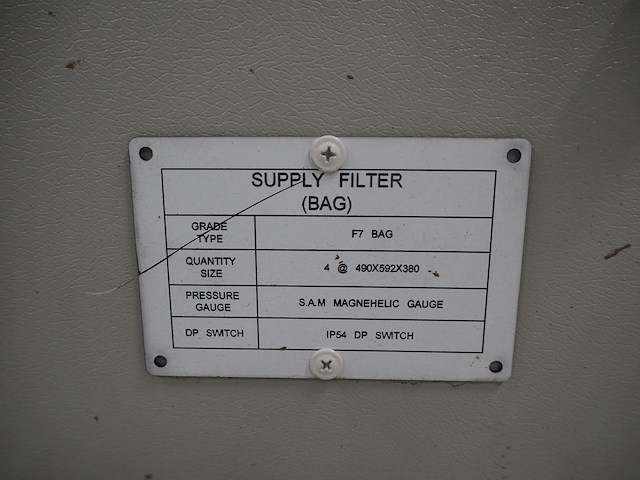 SUPPLY FILTER
(BAG)
GRADE TYPE F7 BAG
QUANTITY SIZE 4 @ 490X592X380
PRESSURE GAUGE S.A.M MAGNEHELIC GAUGE
DP SWITCH IP54 DP SWITCH